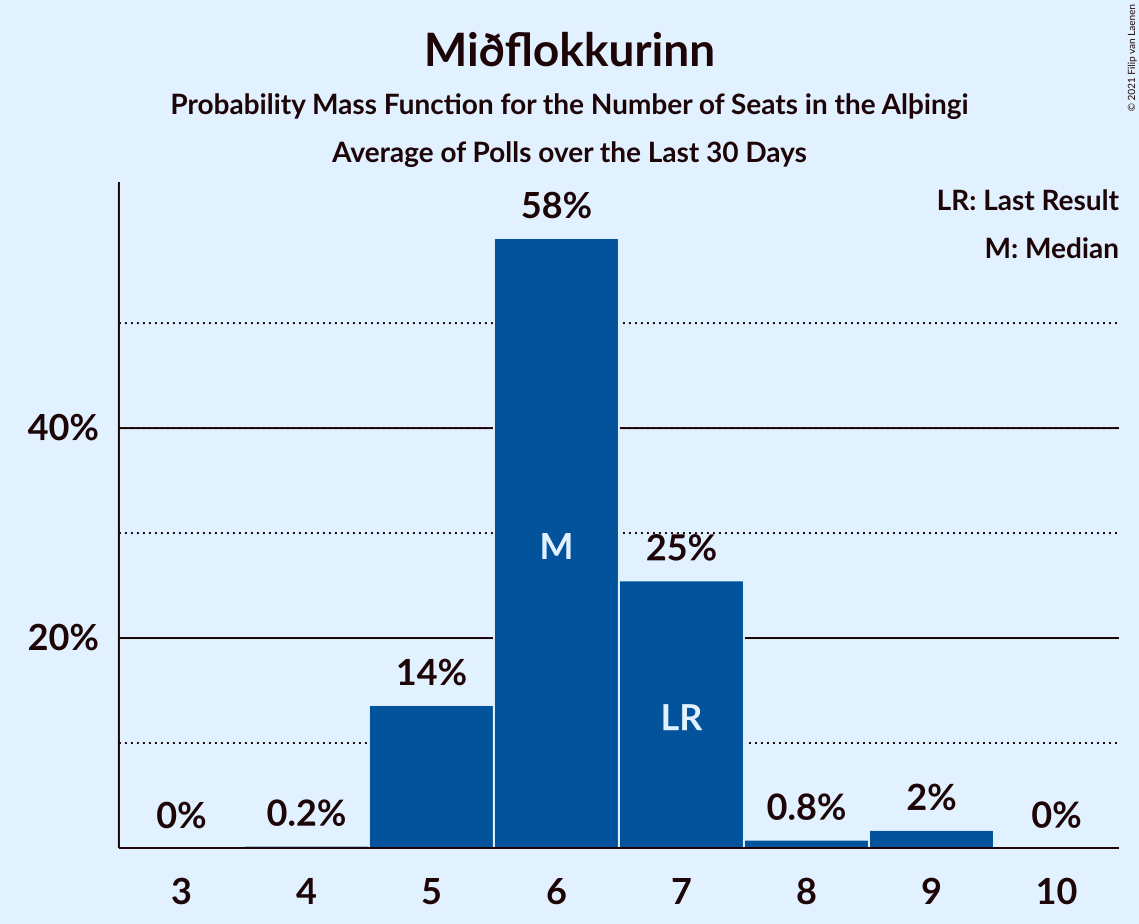 Miðflokkurinn
Probability Mass Function for the Number of Seats in the Alþingi
Average of Polls over the Last 30 Days
© 2021 Filip van Laenen
LR: Last Result
M: Median
58%
40%
M
25%
20%
14%
LR
0%
0.2%
0.8%
2%
0%
3 4 5 6 7 8 9 10